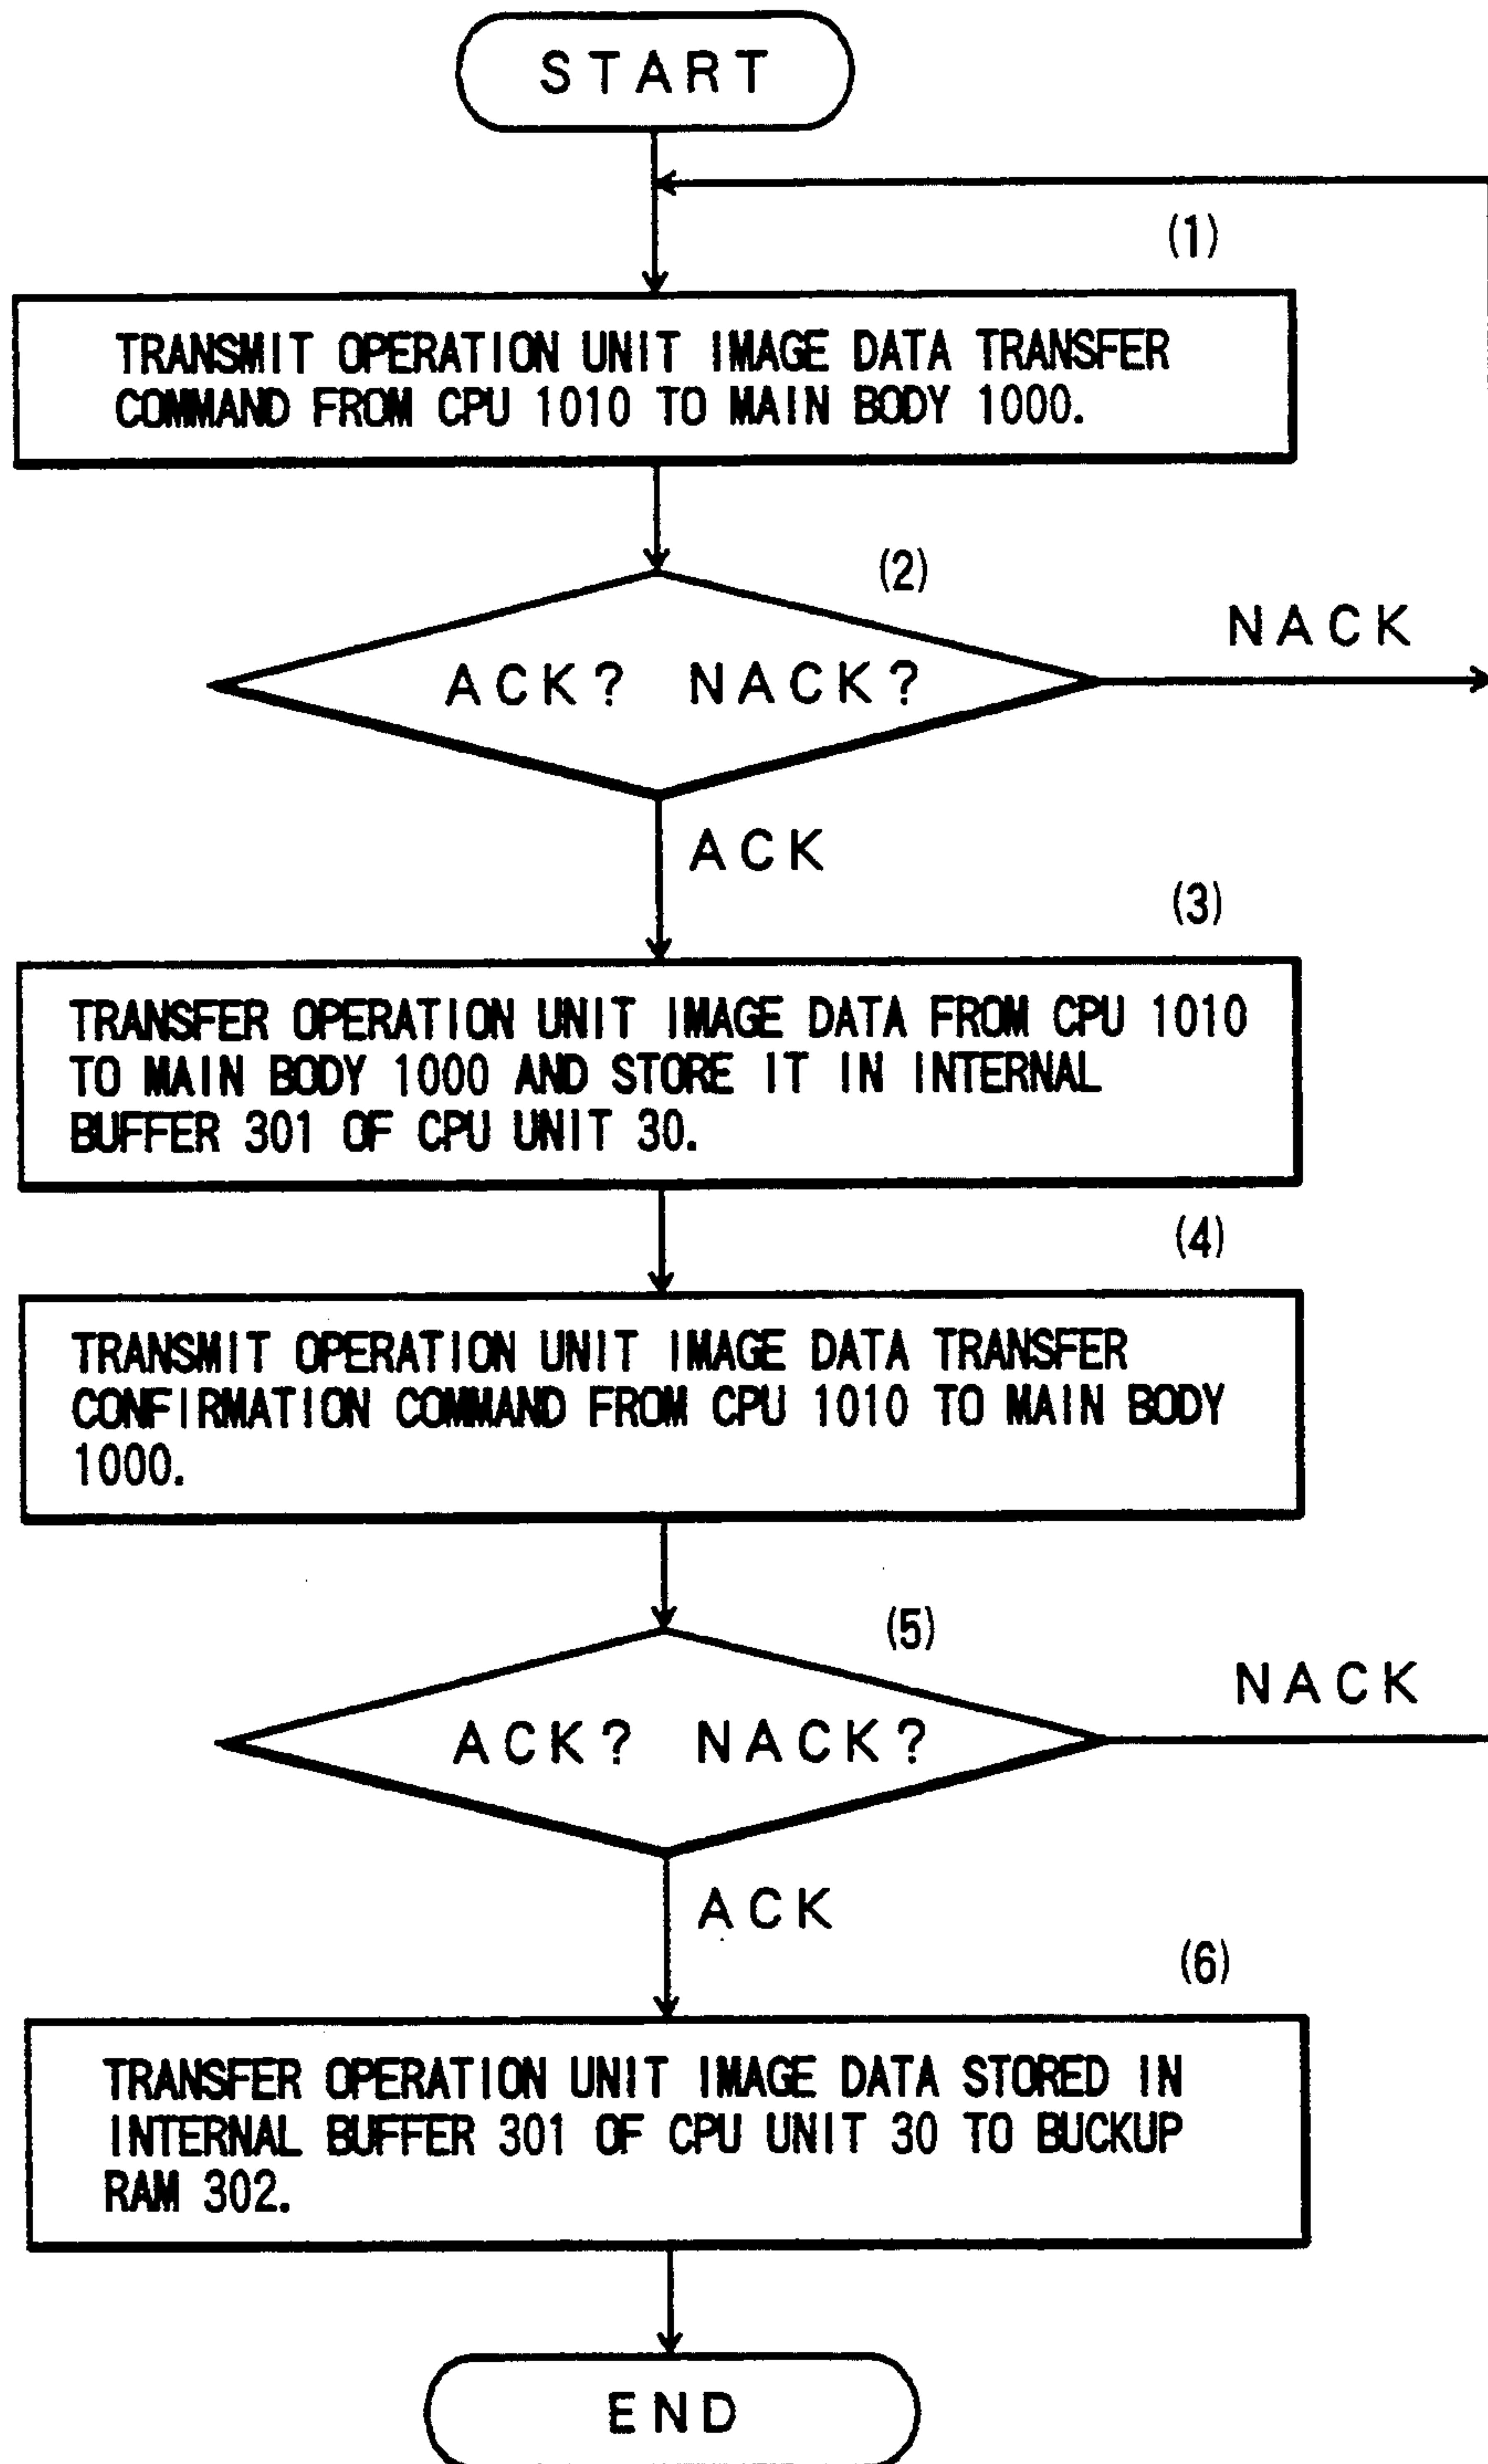 START
(1)
TRANSMIT OPERATION UNIT IMAGE DATA TRANSFER
COMMAND FROM CPU 1010 TO MAIN BODY 1000.
(2)
ACK? NACK?
NACK
ACK
(3)
TRANSFER OPERATION UNIT IMAGE DATA FROM CPU 1010
TO MAIN BODY 1000 AND STORE IT IN INTERNAL
BUFFER 301 OF CPU UNIT 30.
(4)
TRANSMIT OPERATION UNIT IMAGE DATA TRANSFER
CONFIRMATION COMMAND FROM CPU 1010 TO MAIN BODY
1000.
(5)
ACK? NACK?
NACK
ACK
(6)
TRANSFER OPERATION UNIT IMAGE DATA STORED IN
INTERNAL BUFFER 301 OF CPU UNIT 30 TO BUCKUP
RAM 302.
END